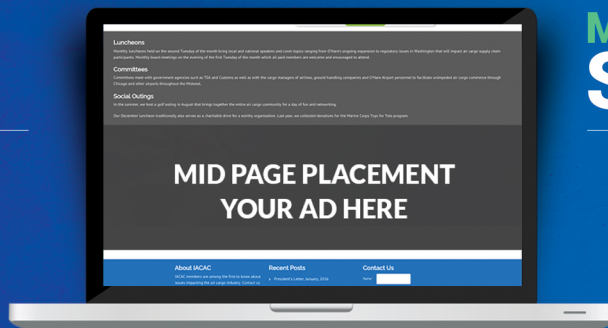 M
S
Luncheons
Monthly luncheons held on the second Tuesday of the month bring local and national speakers and cover topics ranging from O'Hare's ongoing expansion to regulatory issues in Washington that will impact air cargo supply chain
participants. Monthly board meetings on the evening of the first Tuesday of the month which all paid members are welcome and encouraged to attend.
Committees
Committees meet with government agencies such as TSA and Customs as well as with the cargo managers of airlines, ground handling companies and O'Hare Airport personnel to facilitate unimpeded air cargo commerce through
Chicago and other airports throughout the Midwest.
Social Outings
In the summer, we host a golf outing in August that brings together the entire air cargo community for a day of fun and networking.
Our December luncheon traditionally also serves as a charitable drive for a worthy organization. Last year, we collected donations for the Marine Corps Toys for Tots program.
MID PAGE PLACEMENT
YOUR AD HERE
About IACAC
IACAC members are among the first to know about
issues impacting the air cargo industry. Contact us
Recent Posts
President's Letter January, 2016
Contact Us
Name